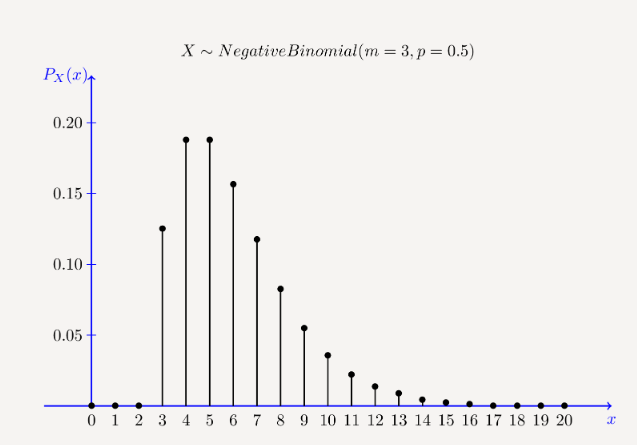 X ∼ NegativeBinomial(m = 3, p = 0.5)
P_X(x)
0.20
0.15
0.10
0.05
0 1 2 3 4 5 6 7 8 9 10 11 12 13 14 15 16 17 18 19 20 x